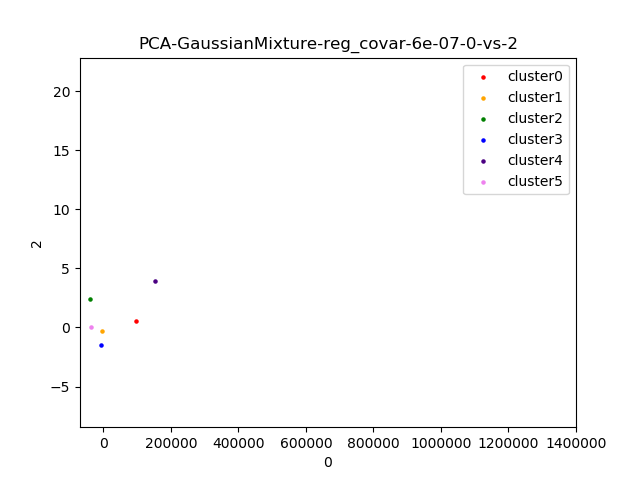 PCA-GaussianMixture-reg_covar-6e-07-0-vs-2
cluster0
cluster1
cluster2
cluster3
cluster4
cluster5
20
15
10
5
0
−5
2
0 200000 400000 600000 800000 1000000 1200000 1400000
0